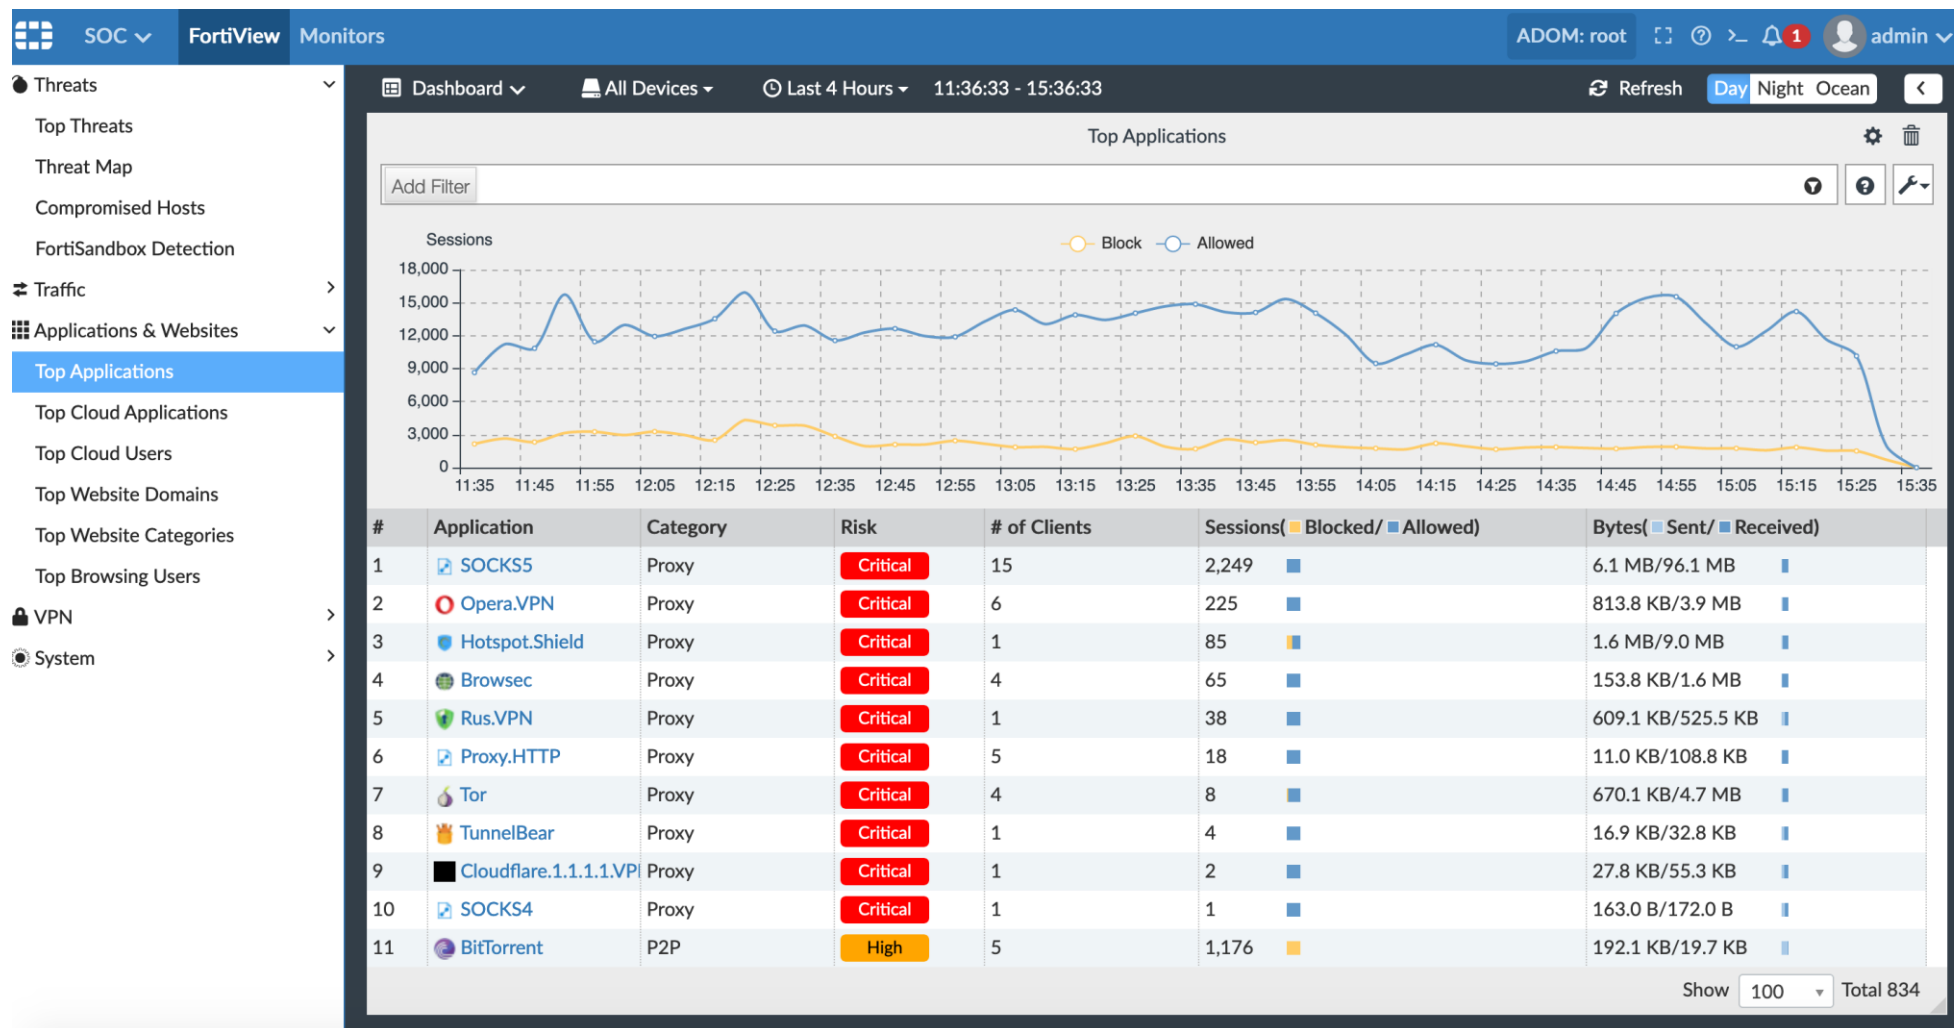 SOC FortiView Monitors ADOM: root >_ 1 admin
Threats
Top Threats
Threat Map
Compromised Hosts
FortiSandbox Detection
Traffic
Applications & Websites
Top Applications
Top Cloud Applications
Top Cloud Users
Top Website Domains
Top Website Categories
Top Browsing Users
VPN
System
Dashboard All Devices Last 4 Hours 11:36:33 - 15:36:33 Refresh Day Night Ocean
Top Applications
Add Filter
Sessions
Block Allowed
18,000
15,000
12,000
9,000
6,000
3,000
0
11:35 11:45 11:55 12:05 12:15 12:25 12:35 12:45 12:55 13:05 13:15 13:25 13:35 13:45 13:55 14:05 14:15 14:25 14:35 14:45 14:55 15:05 15:15 15:25 15:35
# Application Category Risk # of Clients Sessions( Blocked/ Allowed) Bytes( Sent/ Received)
1 SOCKS5 Proxy Critical 15 2,249 6.1 MB/96.1 MB
2 Opera.VPN Proxy Critical 6 225 813.8 KB/3.9 MB
3 Hotspot.Shield Proxy Critical 1 85 1.6 MB/9.0 MB
4 Browsec Proxy Critical 4 65 153.8 KB/1.6 MB
5 Rus.VPN Proxy Critical 1 38 609.1 KB/525.5 KB
6 Proxy.HTTP Proxy Critical 5 18 11.0 KB/108.8 KB
7 Tor Proxy Critical 4 8 670.1 KB/4.7 MB
8 TunnelBear Proxy Critical 1 4 16.9 KB/32.8 KB
9 Cloudflare.1.1.1.1.VP Proxy Critical 1 2 27.8 KB/55.3 KB
10 SOCKS4 Proxy Critical 1 1 163.0 B/172.0 B
11 BitTorrent P2P High 5 1,176 192.1 KB/19.7 KB
Show 100 Total 834